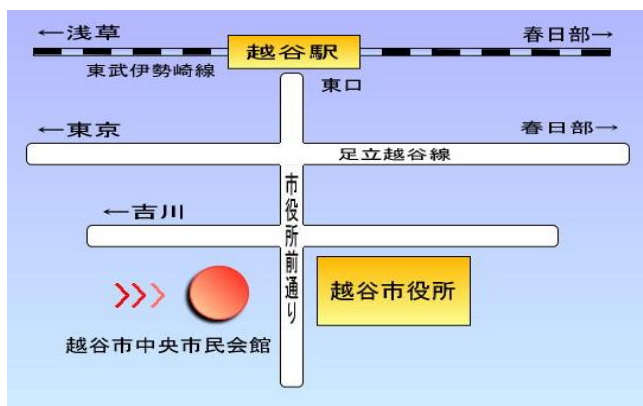 ←浅草
春日部→
越谷駅
東武伊勢崎線
東口
←東京
春日部→
足立越谷線
市役所前通り
←吉川
越谷市役所
越谷市中央市民会館